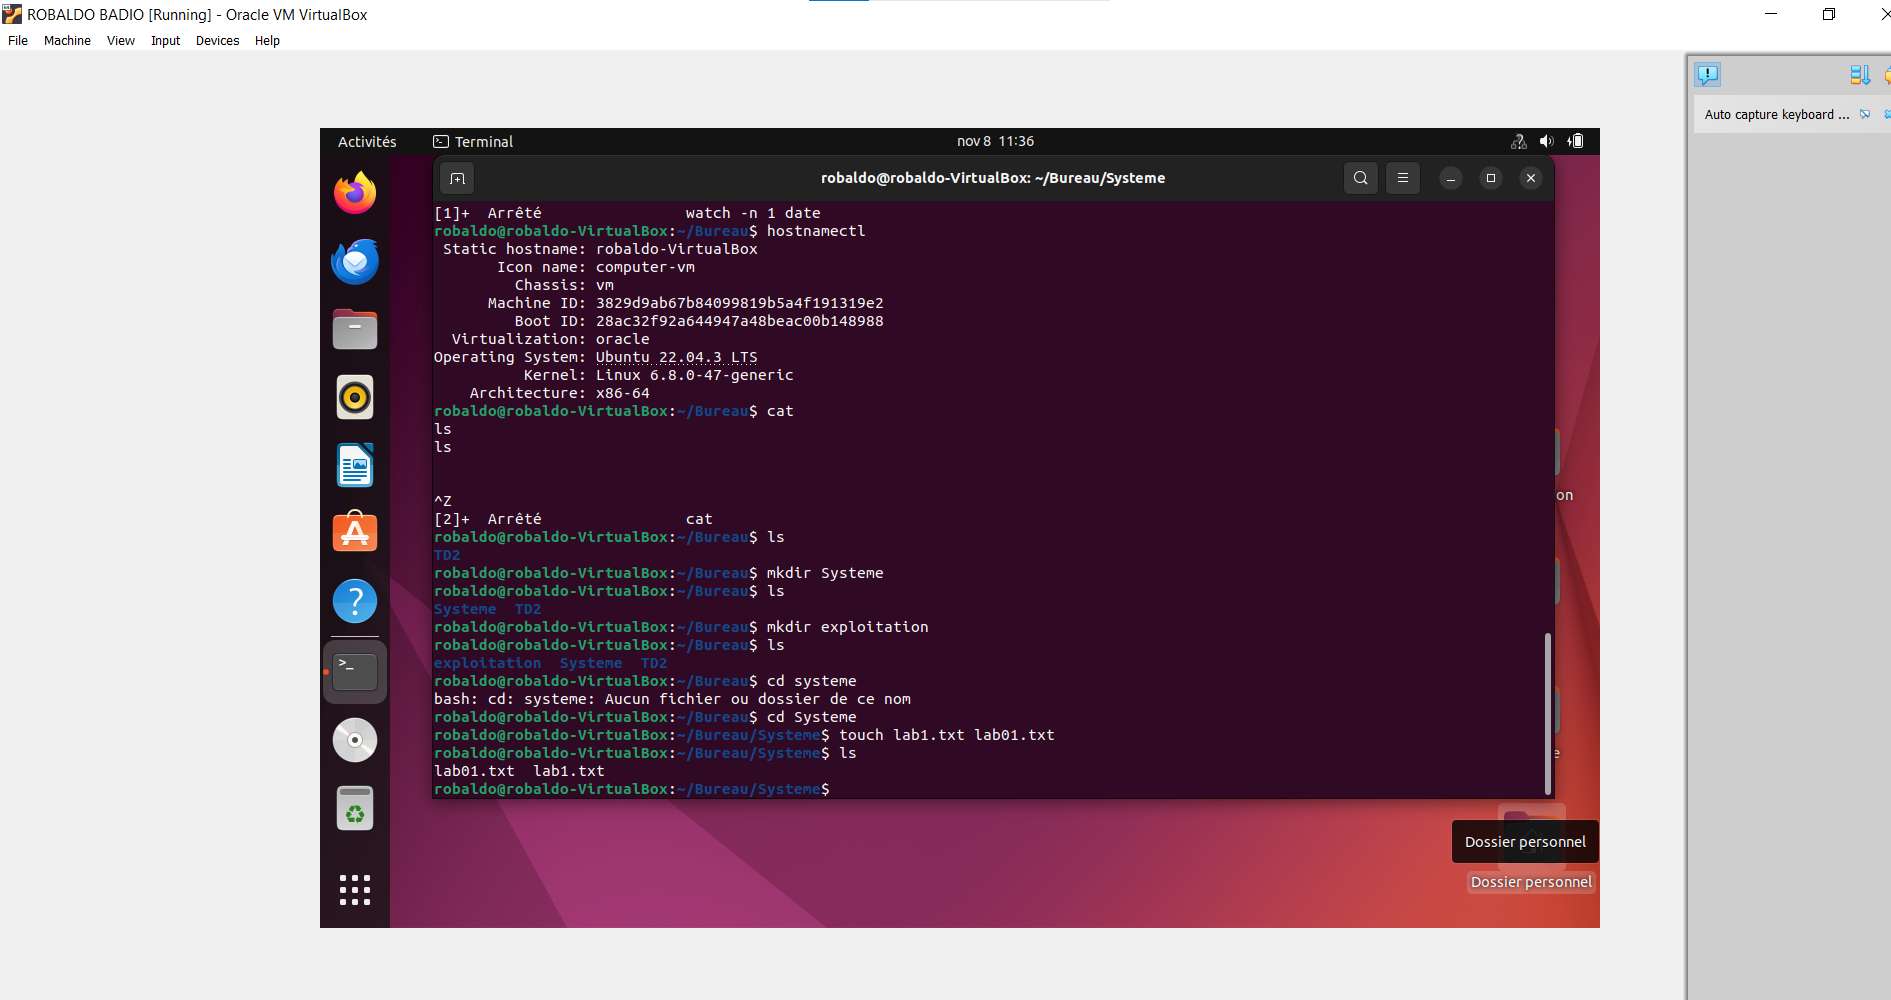 ROBALDO BADIO [Running] - Oracle VM VirtualBox
File Machine View Input Devices Help
Auto capture keyboard ...
Activités Terminal nov 8 11:36
robaldo@robaldo-VirtualBox: ~/Bureau/Systeme
[1]+  Arrêté                watch -n 1 date
robaldo@robaldo-VirtualBox:~/Bureau$ hostnamectl
 Static hostname: robaldo-VirtualBox
       Icon name: computer-vm
         Chassis: vm
      Machine ID: 3829d9ab67b84099819b5a4f191319e2
         Boot ID: 28ac32f92a644947a48beac00b148988
  Virtualization: oracle
Operating System: Ubuntu 22.04.3 LTS
          Kernel: Linux 6.8.0-47-generic
    Architecture: x86-64
robaldo@robaldo-VirtualBox:~/Bureau$ cat
ls
ls
^Z
[2]+  Arrêté                cat
robaldo@robaldo-VirtualBox:~/Bureau$ ls
TD2
robaldo@robaldo-VirtualBox:~/Bureau$ mkdir Systeme
robaldo@robaldo-VirtualBox:~/Bureau$ ls
Systeme  TD2
robaldo@robaldo-VirtualBox:~/Bureau$ mkdir exploitation
robaldo@robaldo-VirtualBox:~/Bureau$ ls
exploitation  Systeme  TD2
robaldo@robaldo-VirtualBox:~/Bureau$ cd systeme
bash: cd: systeme: Aucun fichier ou dossier de ce nom
robaldo@robaldo-VirtualBox:~/Bureau$ cd Systeme
robaldo@robaldo-VirtualBox:~/Bureau/Systeme$ touch lab1.txt lab01.txt
robaldo@robaldo-VirtualBox:~/Bureau/Systeme$ ls
lab01.txt  lab1.txt
robaldo@robaldo-VirtualBox:~/Bureau/Systeme$
on
e
Dossier personnel
Dossier personnel